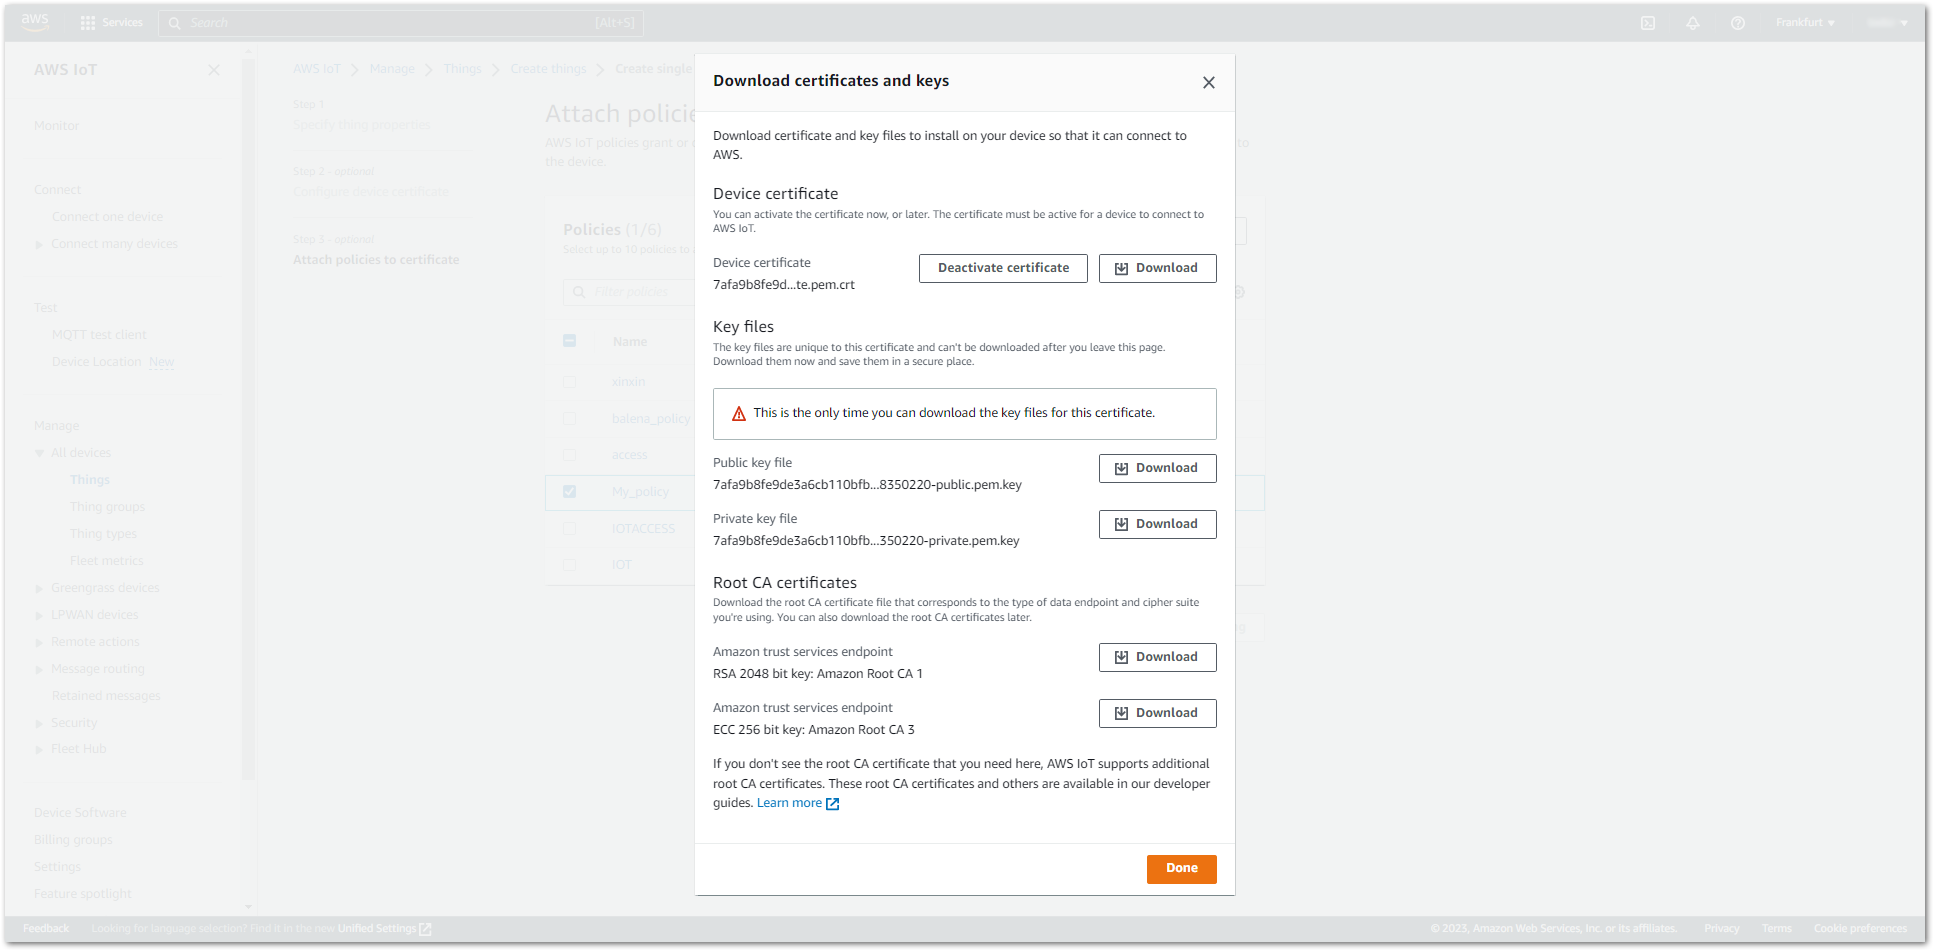 aws
Services
Search
[Alt+S]
Frankfurt
AWS IoT
Monitor
Connect
Connect one device
Connect many devices
Test
MQTT test client
Device Location New
Manage
All devices
Things
Thing groups
Thing types
Fleet metrics
Greengrass devices
LPWAN devices
Remote actions
Message routing
Retained messages
Security
Fleet Hub
Device Software
Billing groups
Settings
Feature spotlight
AWS IoT
Manage
Things
Create things
Create single
Step 1
Specify thing properties
Step 2 - optional
Configure device certificate
Step 3 - optional
Attach policies to certificate
Attach policie
AWS IoT policies grant or
to
the device.
Policies (1/6)
Select up to 10 policies to
Filter policies
Name
xinxin
balena_policy
access
My_policy
IOTACCESS
IOT
Download certificates and keys
Download certificate and key files to install on your device so that it can connect to
AWS.
Device certificate
You can activate the certificate now, or later. The certificate must be active for a device to connect to
AWS IoT.
Device certificate
7afa9b8fe9d...te.pem.crt
Deactivate certificate
Download
Key files
The key files are unique to this certificate and can't be downloaded after you leave this page.
Download them now and save them in a secure place.
This is the only time you can download the key files for this certificate.
Public key file
7afa9b8fe9de3a6cb110bfb...8350220-public.pem.key
Download
Private key file
7afa9b8fe9de3a6cb110bfb...350220-private.pem.key
Download
Root CA certificates
Download the root CA certificate file that corresponds to the type of data endpoint and cipher suite
you're using. You can also download the root CA certificates later.
Amazon trust services endpoint
RSA 2048 bit key: Amazon Root CA 1
Download
Amazon trust services endpoint
ECC 256 bit key: Amazon Root CA 3
Download
If you don't see the root CA certificate that you need here, AWS IoT supports additional
root CA certificates. These root CA certificates and others are available in our developer
guides. Learn more
Done
Feedback
Looking for language selection? Find it in the new Unified Settings
© 2023, Amazon Web Services, Inc. or its affiliates.
Privacy
Terms
Cookie preferences